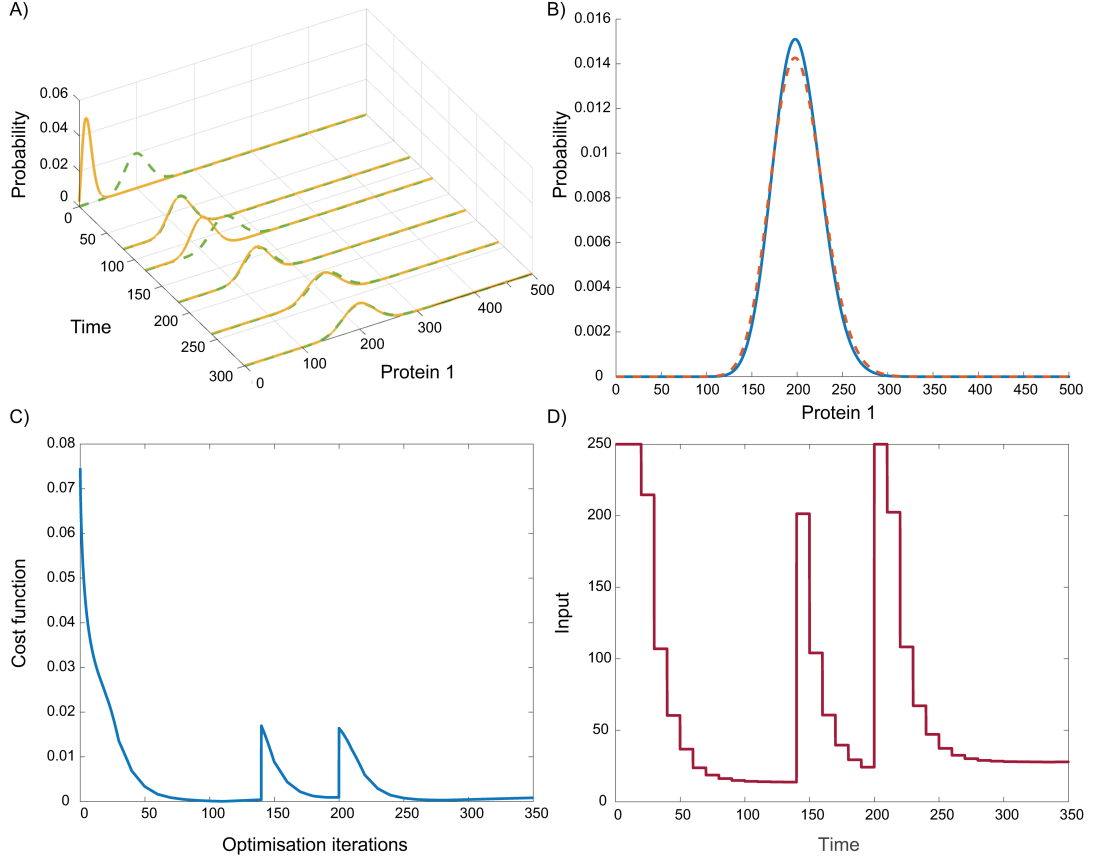 A)
0.06
0.04
0.02
0
Probability
0
50
100
150
200
250
300
Time
0
100
200
300
400
500
Protein 1
B)
0.016
0.014
0.012
0.01
0.008
0.006
0.004
0.002
0
Probability
0 50 100 150 200 250 300 350 400 450 500
Protein 1
C)
0.08
0.07
0.06
0.05
0.04
0.03
0.02
0.01
0
Cost function
0 50 100 150 200 250 300 350
Optimisation iterations
D)
250
200
150
100
50
0
Input
0 50 100 150 200 250 300 350
Time